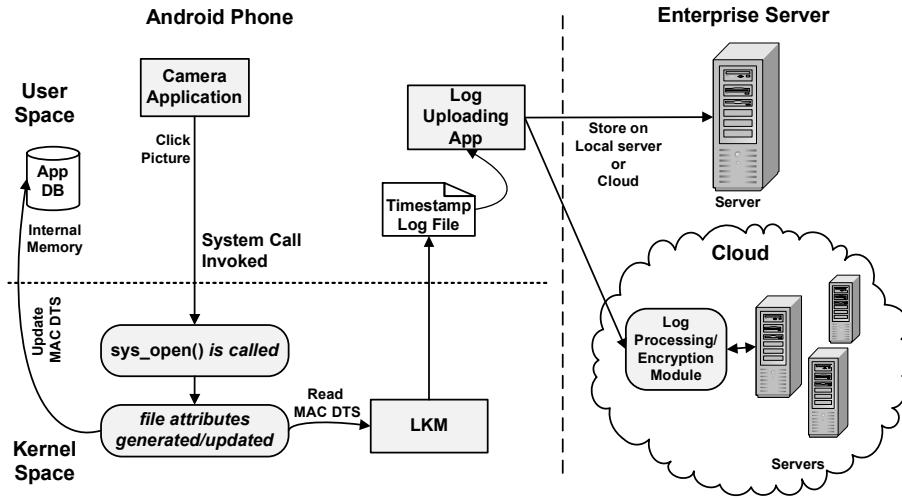 Android Phone
Enterprise Server
User
Space
Camera
Application
Click
Picture
App
DB
Internal
Memory
System Call
Invoked
Log
Uploading
App
Timestamp
Log File
Store on
Local server
or
Cloud
Server
Update
MAC DTS
sys_open() is called
file attributes
generated/updated
Read
MAC DTS
LKM
Kernel
Space
Cloud
Log
Processing/
Encryption
Module
Servers